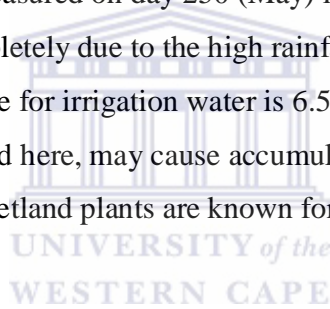 easured on day 250 (May)
letely due to the high rainf
e for irrigation water is 6.5
d here, may cause accumul
etland plants are known for
UNIVERSITY of the
WESTERN CAPE